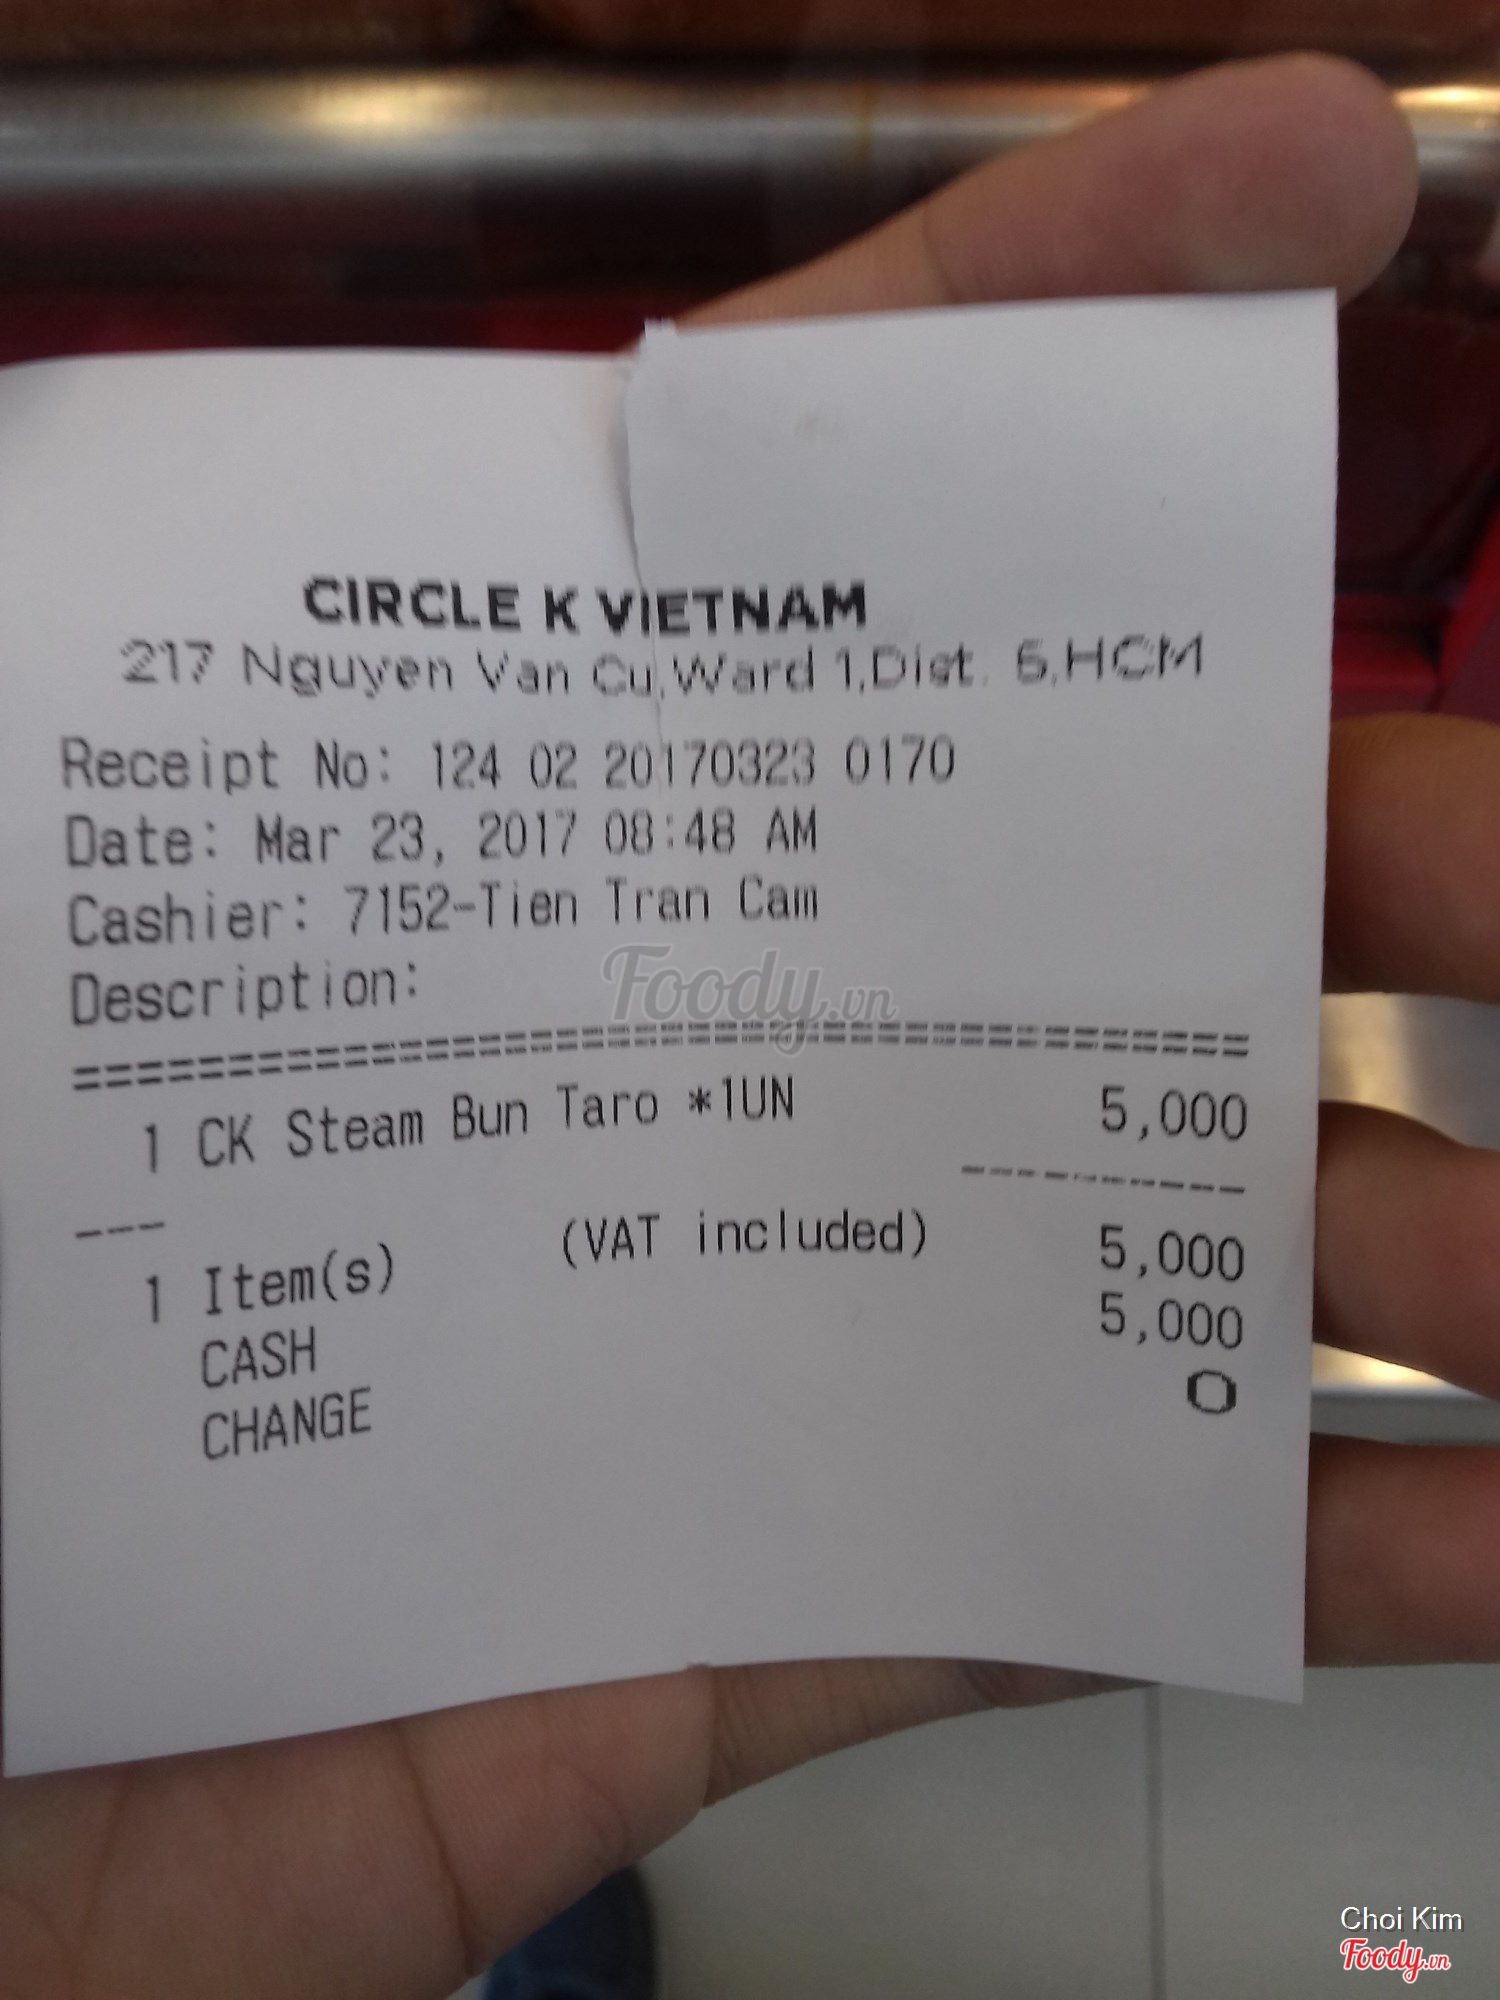 CIRCLE K VIETNAM
217 Nguyen Van Cu,Ward 1,Dist. 5,HCM
Receipt No: 124 02 20170323 0170
Date: Mar 23, 2017 08:48 AM
Cashier: 7152-Tien Tran Cam
Description:
==========================================
1 CK Steam Bun Taro *1UN 5,000
--- ----------
1 Item(s) (VAT included) 5,000
CASH 5,000
CHANGE 0
Foody.vn
Choi Kim
Foody.vn